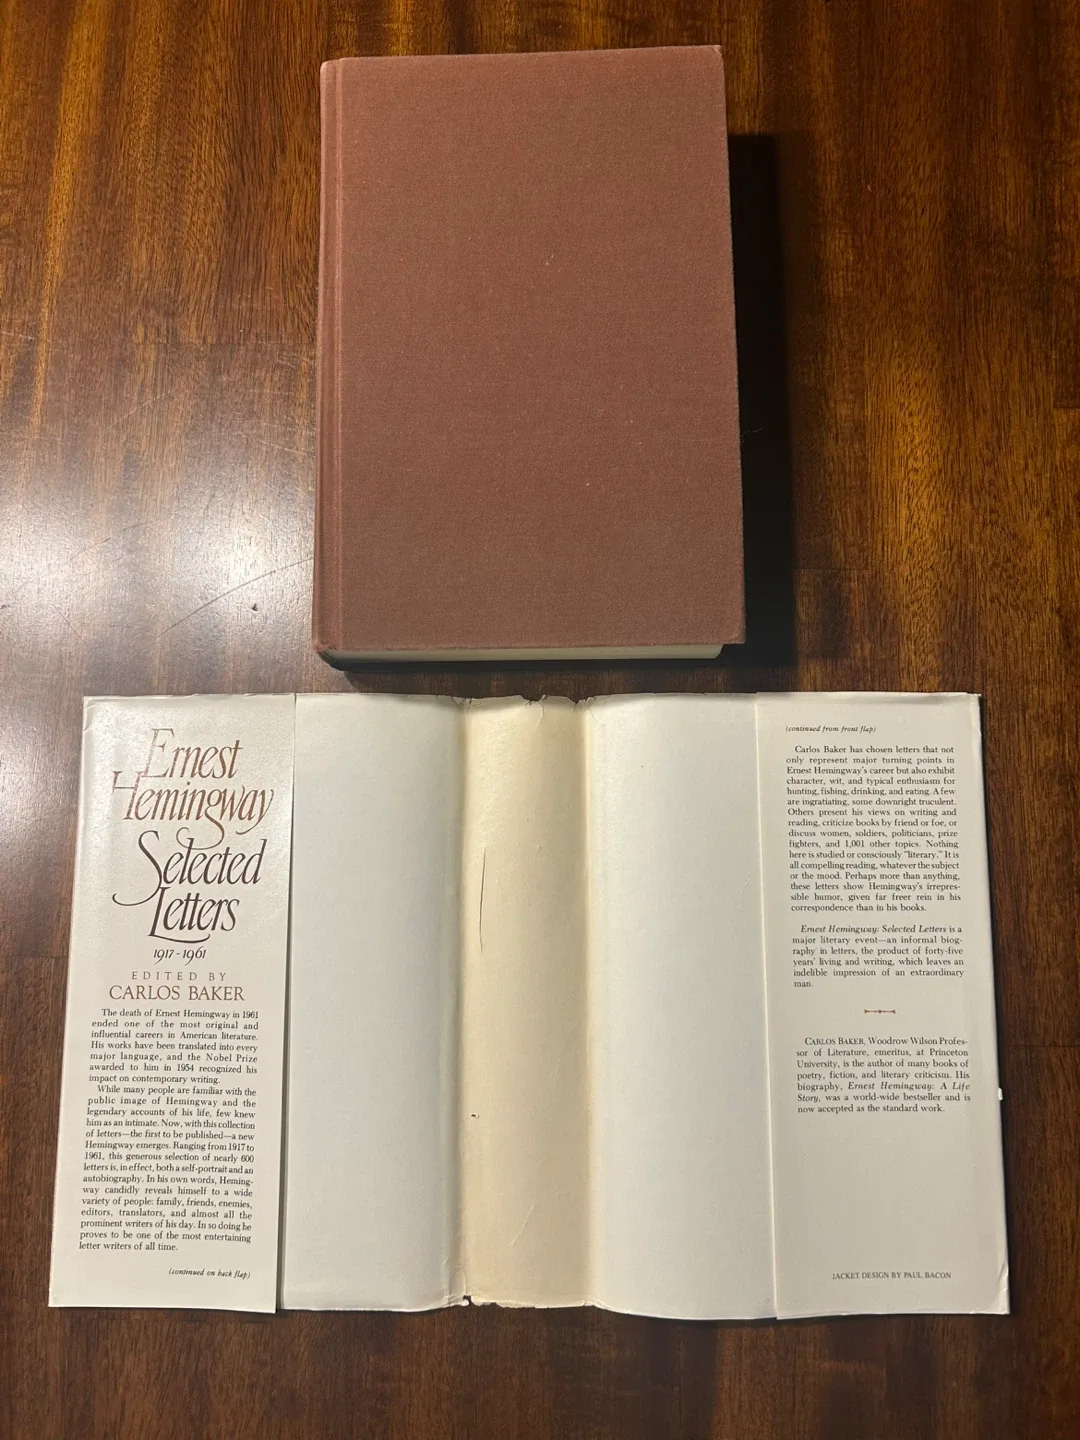 Ernest
Hemingway
Selected
Letters
1917-1961
EDITED BY
CARLOS BAKER
The death of Ernest Hemingway in 1961
ended one of the most original and
influential careers in American literature.
His works have been translated into every
major language, and the Nobel Prize
awarded to him in 1954 recognized his
impact on contemporary writing.
While many people are familiar with the
public image of Hemingway and the
legendary accounts of his life, few knew
him as an intimate. Now, with this collection
of letters—the first to be published—a new
Hemingway emerges. Ranging from 1917 to
1961, this generous selection of nearly 600
letters is, in effect, both a self-portrait and an
autobiography. In his own words, Heming-
way candidly reveals himself to a wide
variety of people: family, friends, enemies,
editors, translators, and almost all the
prominent writers of his day. In so doing he
proves to be one of the most entertaining
letter writers of all time.
(continued on back flap)
(continued from front flap)
Carlos Baker has chosen letters that not
only represent major turning points in
Ernest Hemingway's career but also exhibit
character, wit, and typical enthusiasm for
hunting, fishing, drinking, and eating. A few
are ingratiating, some downright truculent.
Others present his views on writing and
reading, criticize books by friend or foe, or
discuss women, soldiers, politicians, prize
fighters, and 1,001 other topics. Nothing
here is studied or consciously "literary." It is
all compelling reading, whatever the subject
or the mood. Perhaps more than anything,
these letters show Hemingway's irrepres-
sible humor, given far freer rein in his
correspondence than in his books.
Ernest Hemingway: Selected Letters is a
major literary event—an informal biog-
raphy in letters, the product of forty-five
years' living and writing, which leaves an
indelible impression of an extraordinary
man.
CARLOS BAKER, Woodrow Wilson Profes-
sor of Literature, emeritus, at Princeton
University, is the author of many books of
poetry, fiction, and literary criticism. His
biography, Ernest Hemingway: A Life
Story, was a world-wide bestseller and is
now accepted as the standard work.
JACKET DESIGN BY PAUL BACON